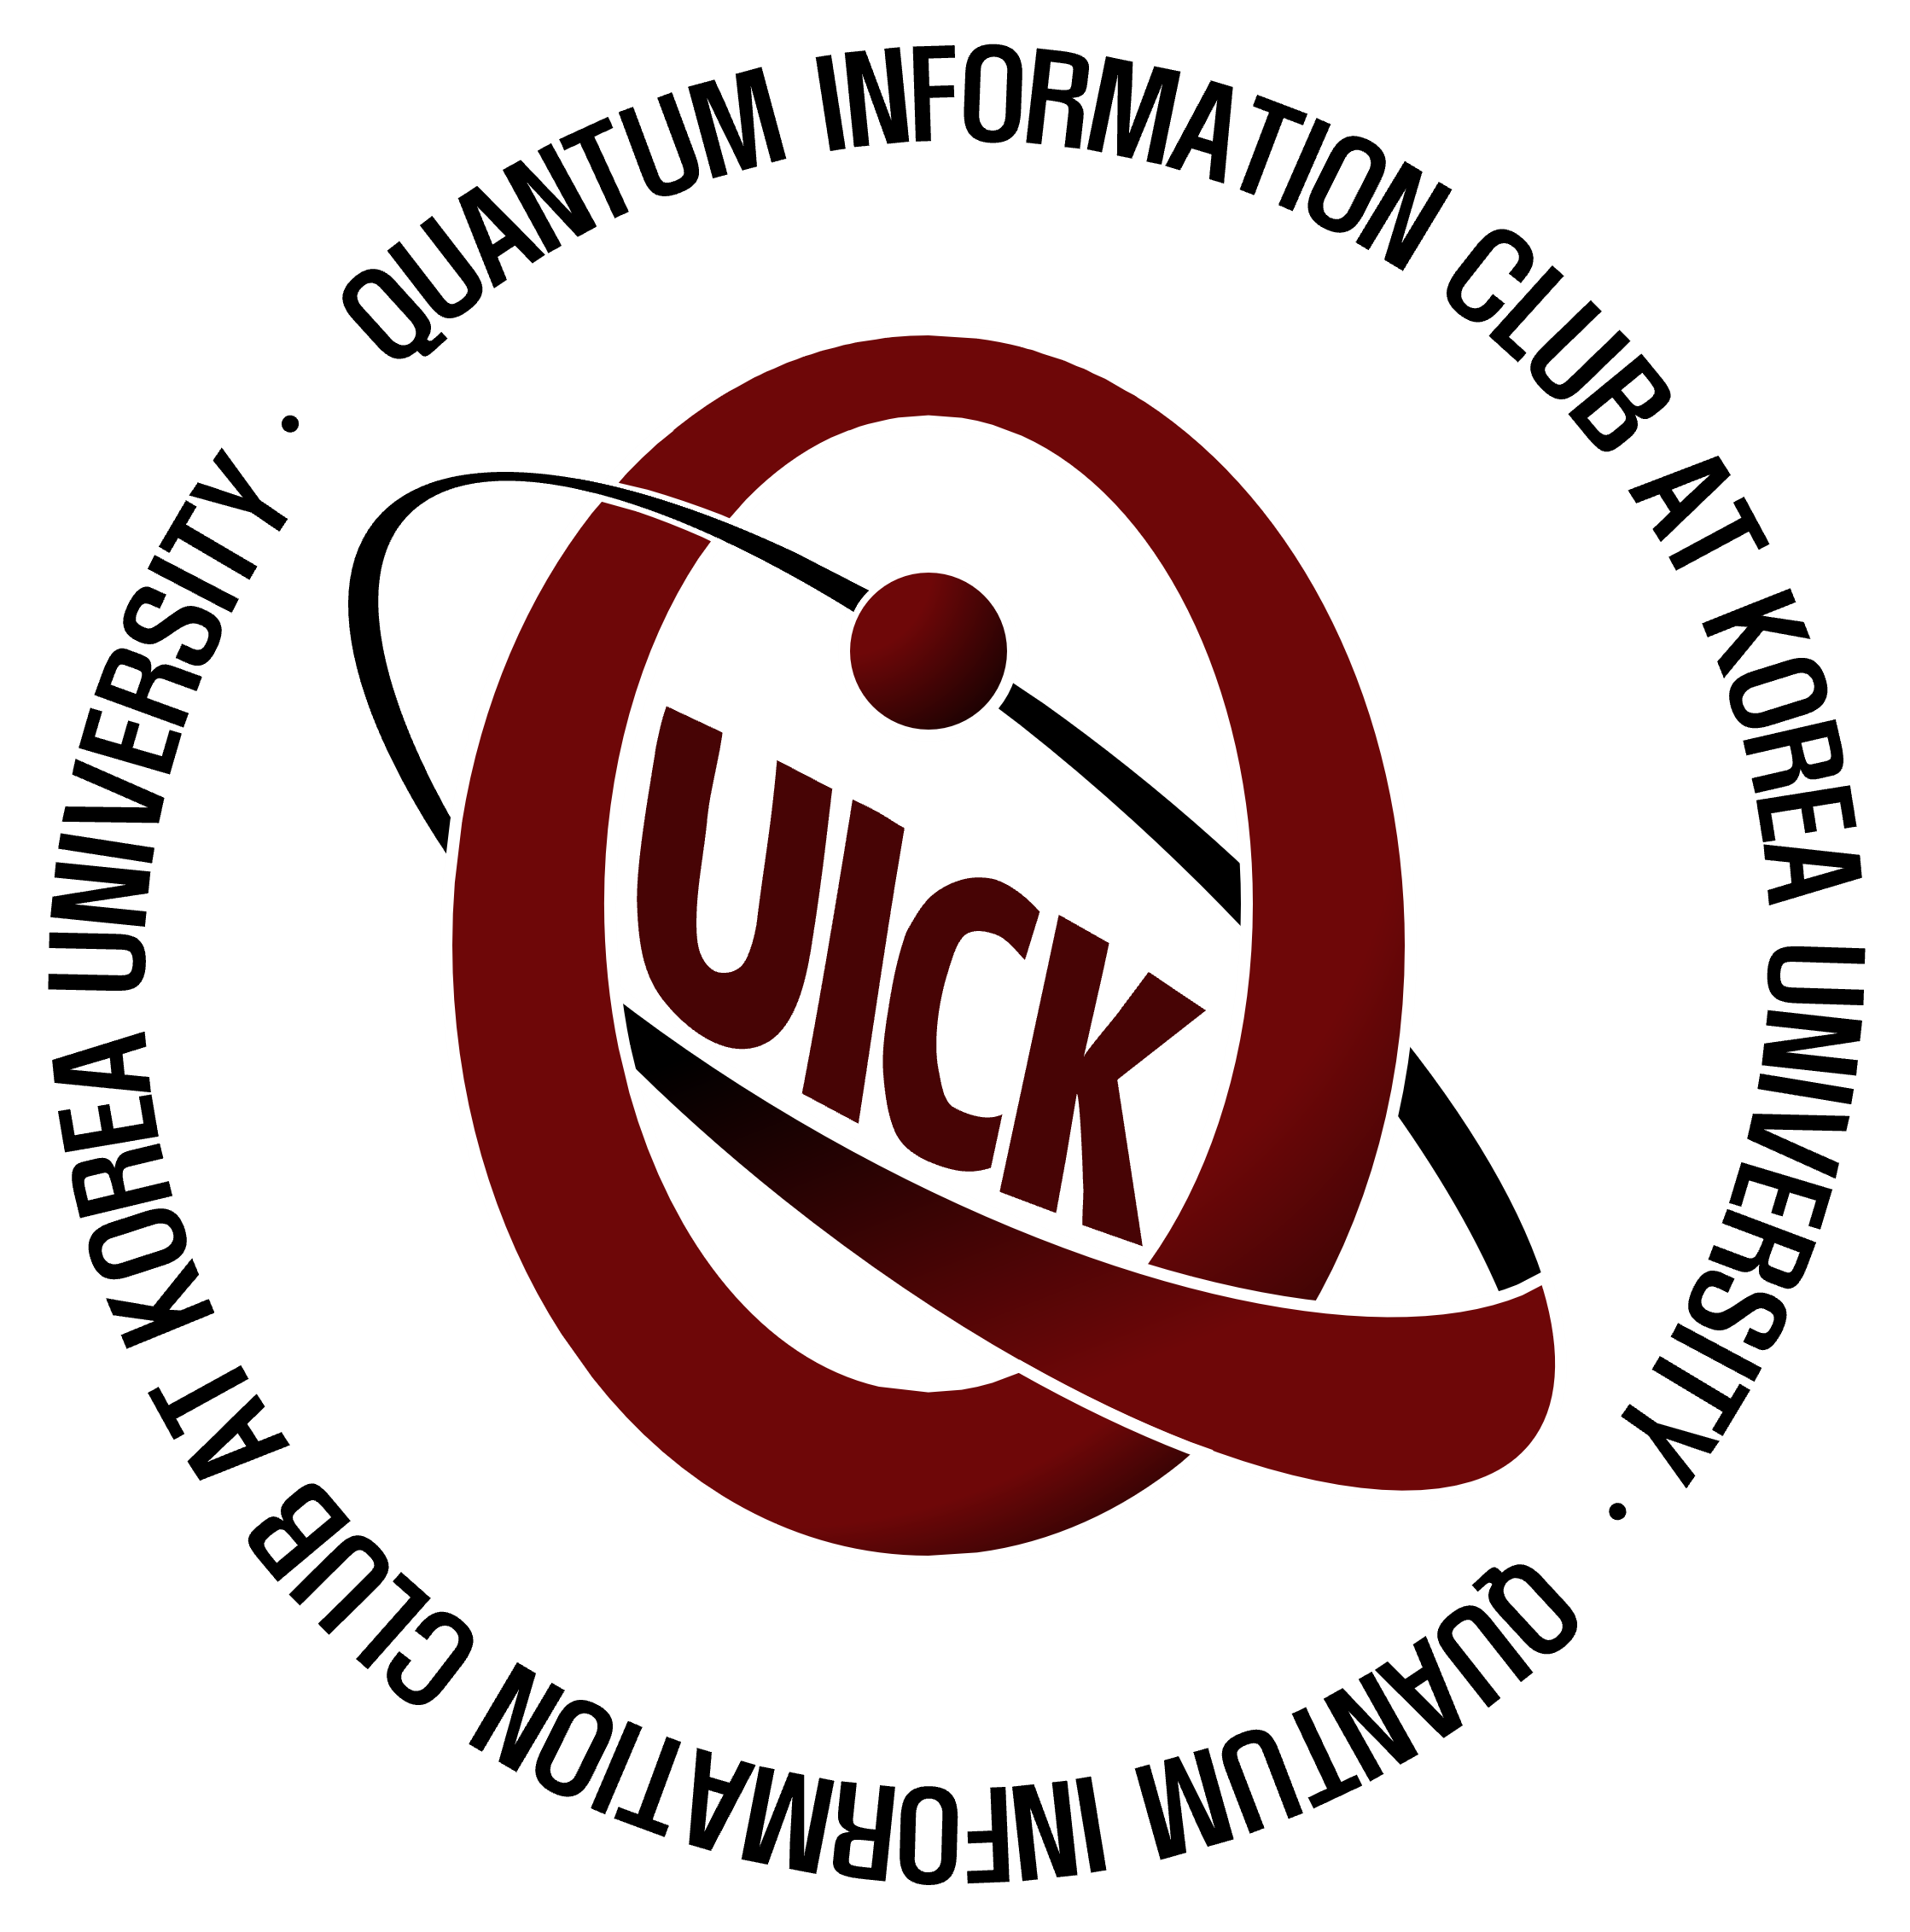 QUANTUM INFORMATION CLUB AT KOREA UNIVERSITY ·
QUANTUM INFORMATION CLUB AT KOREA UNIVERSITY ·
QUICK